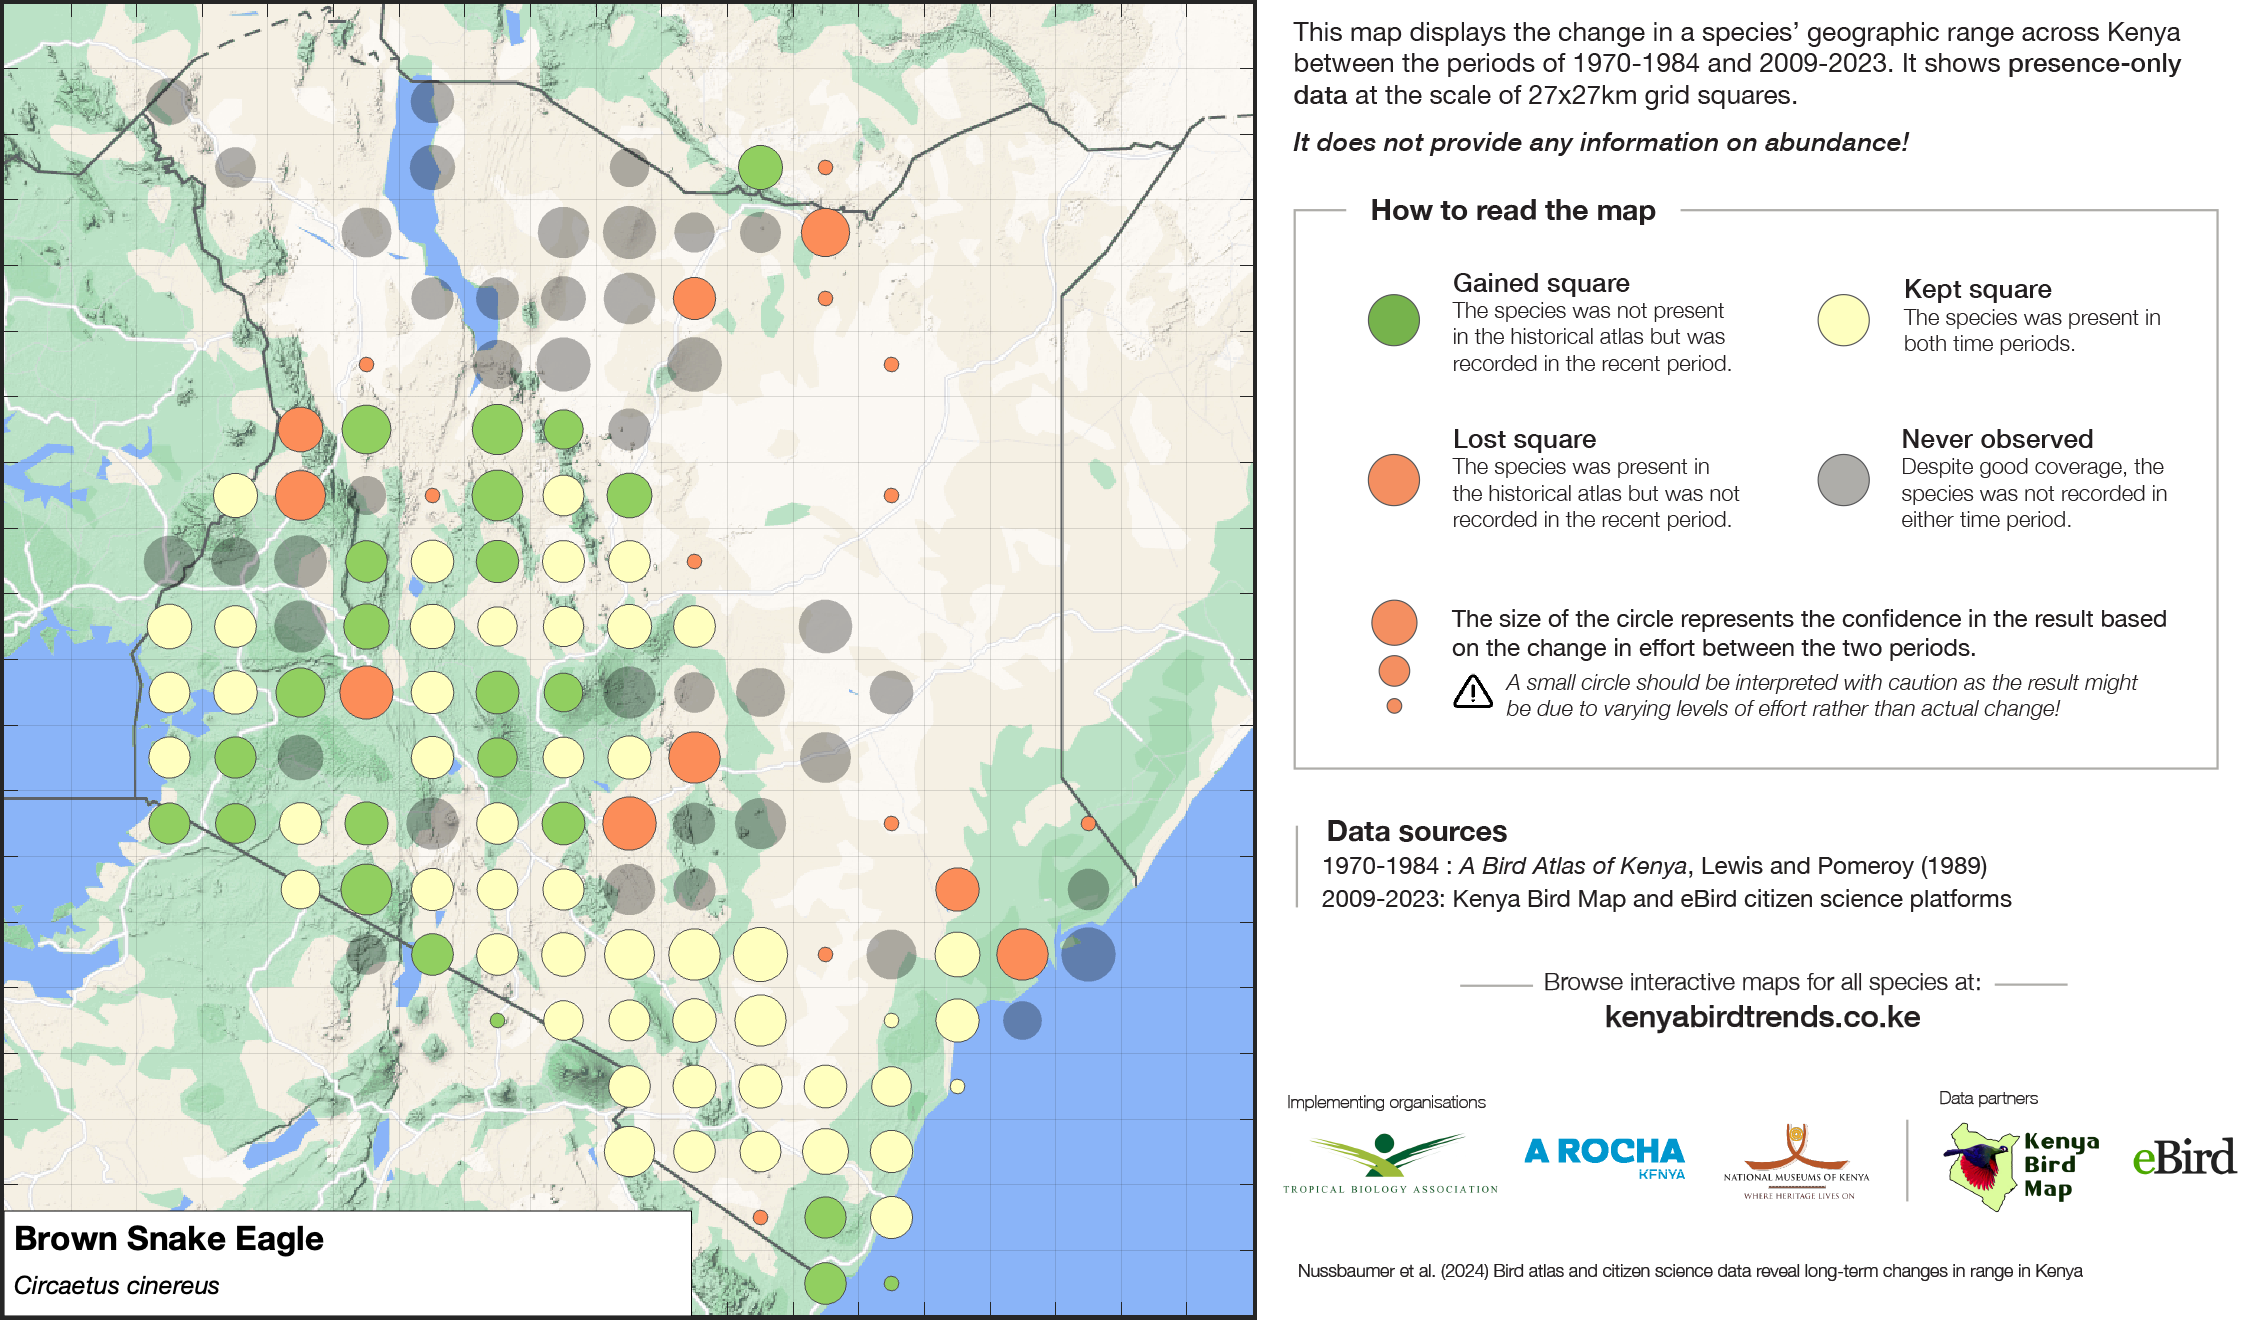 This map displays the change in a species’ geographic range across Kenya
between the periods of 1970-1984 and 2009-2023. It shows presence-only
data at the scale of 27x27km grid squares.
It does not provide any information on abundance!
How to read the map
Gained square
The species was not present
in the historical atlas but was
recorded in the recent period.
Kept square
The species was present in
both time periods.
Lost square
The species was present in
the historical atlas but was not
recorded in the recent period.
Never observed
Despite good coverage, the
species was not recorded in
either time period.
The size of the circle represents the confidence in the result based
on the change in effort between the two periods.
A small circle should be interpreted with caution as the result might
be due to varying levels of effort rather than actual change!
Data sources
1970-1984 : A Bird Atlas of Kenya, Lewis and Pomeroy (1989)
2009-2023: Kenya Bird Map and eBird citizen science platforms
Browse interactive maps for all species at:
kenyabirdtrends.co.ke
Implementing organisations
Data partners
TROPICAL BIOLOGY ASSOCIATION
A ROCHA
KENYA
NATIONAL MUSEUMS OF KENYA
WHERE HERITAGE LIVES ON
Kenya
Bird
Map
eBird
Nussbaumer et al. (2024) Bird atlas and citizen science data reveal long-term changes in range in Kenya
Brown Snake Eagle
Circaetus cinereus